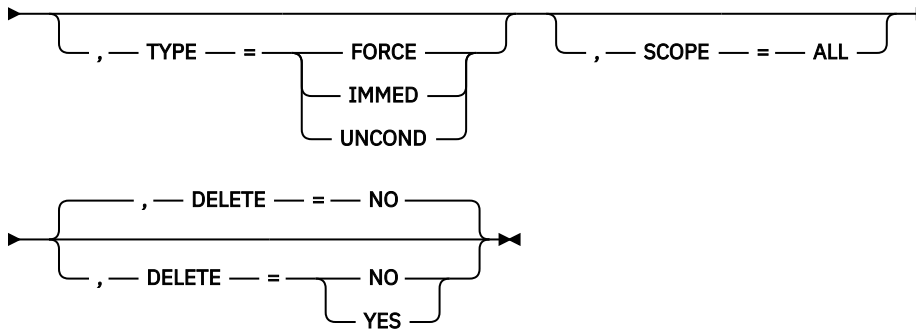 , TYPE = FORCE , SCOPE = ALL
IMMED
UNCOND
, DELETE = NO
, DELETE = NO
YES